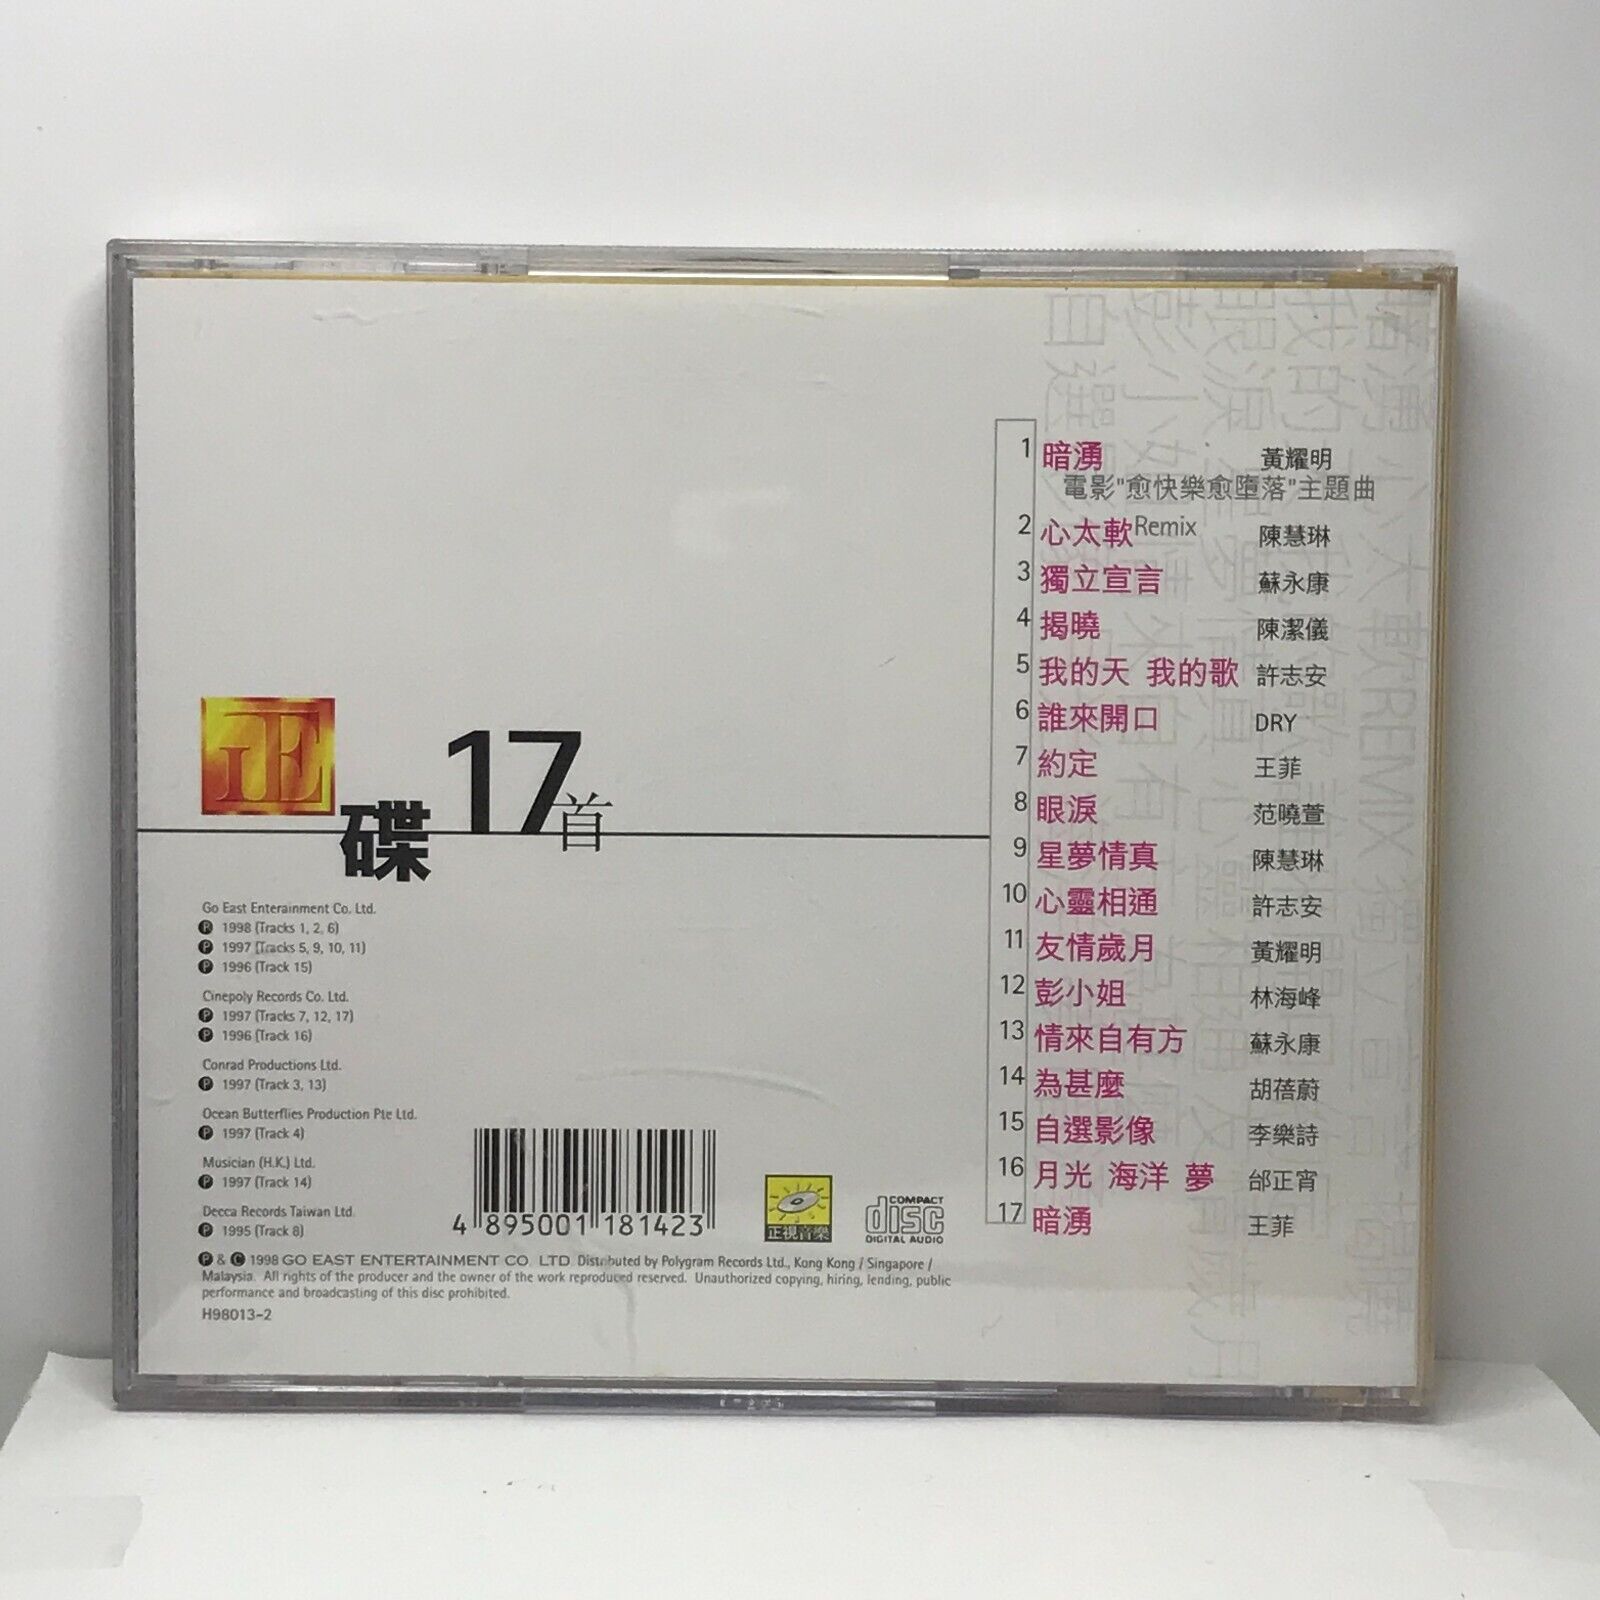 1 暗湧 黃耀明
電影"愈快樂愈墮落"主題曲
2 心太軟Remix 陳慧琳
3 獨立宣言 蘇永康
4 揭曉 陳潔儀
5 我的天 我的歌 許志安
6 誰來開口 DRY
7 約定 王菲
8 眼淚 范曉萱
9 星夢情真 陳慧琳
10 心靈相通 許志安
11 友情歲月 黃耀明
12 彭小姐 林海峰
13 情來自有方 蘇永康
14 為甚麼 胡蓓蔚
15 自選影像 李樂詩
16 月光 海洋 夢 邰正宵
17 暗湧 王菲
正碟17首
Go East Enterainment Co. Ltd.
Ⓟ 1998 (Tracks 1, 2, 6)
Ⓟ 1997 (Tracks 5, 9, 10, 11)
Ⓟ 1996 (Track 15)
Cinepoly Records Co. Ltd.
Ⓟ 1997 (Tracks 7, 12, 17)
Ⓟ 1996 (Track 16)
Conrad Productions Ltd.
Ⓟ 1997 (Track 3, 13)
Ocean Butterflies Production Pte Ltd.
Ⓟ 1997 (Track 4)
Musician (H.K.) Ltd.
Ⓟ 1997 (Track 14)
Decca Records Taiwan Ltd.
Ⓟ 1995 (Track 8)
4 895001 181423
正視音樂
COMPACT
disc
DIGITAL AUDIO
Ⓟ & © 1998 GO EAST ENTERTAINMENT CO. LTD. Distributed by Polygram Records Ltd., Kong Kong / Singapore /
Malaysia. All rights of the producer and the owner of the work reproduced reserved. Unauthorized copying, hiring, lending, public
performance and broadcasting of this disc prohibited.
H98013-2